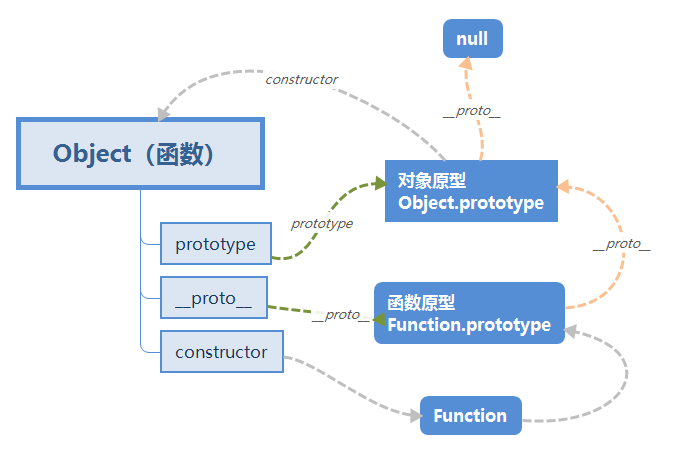 null
constructor
__proto__
Object（函数）
对象原型
Object.prototype
prototype
prototype
__proto__
__proto__
__proto__
函数原型
Function.prototype
constructor
Function